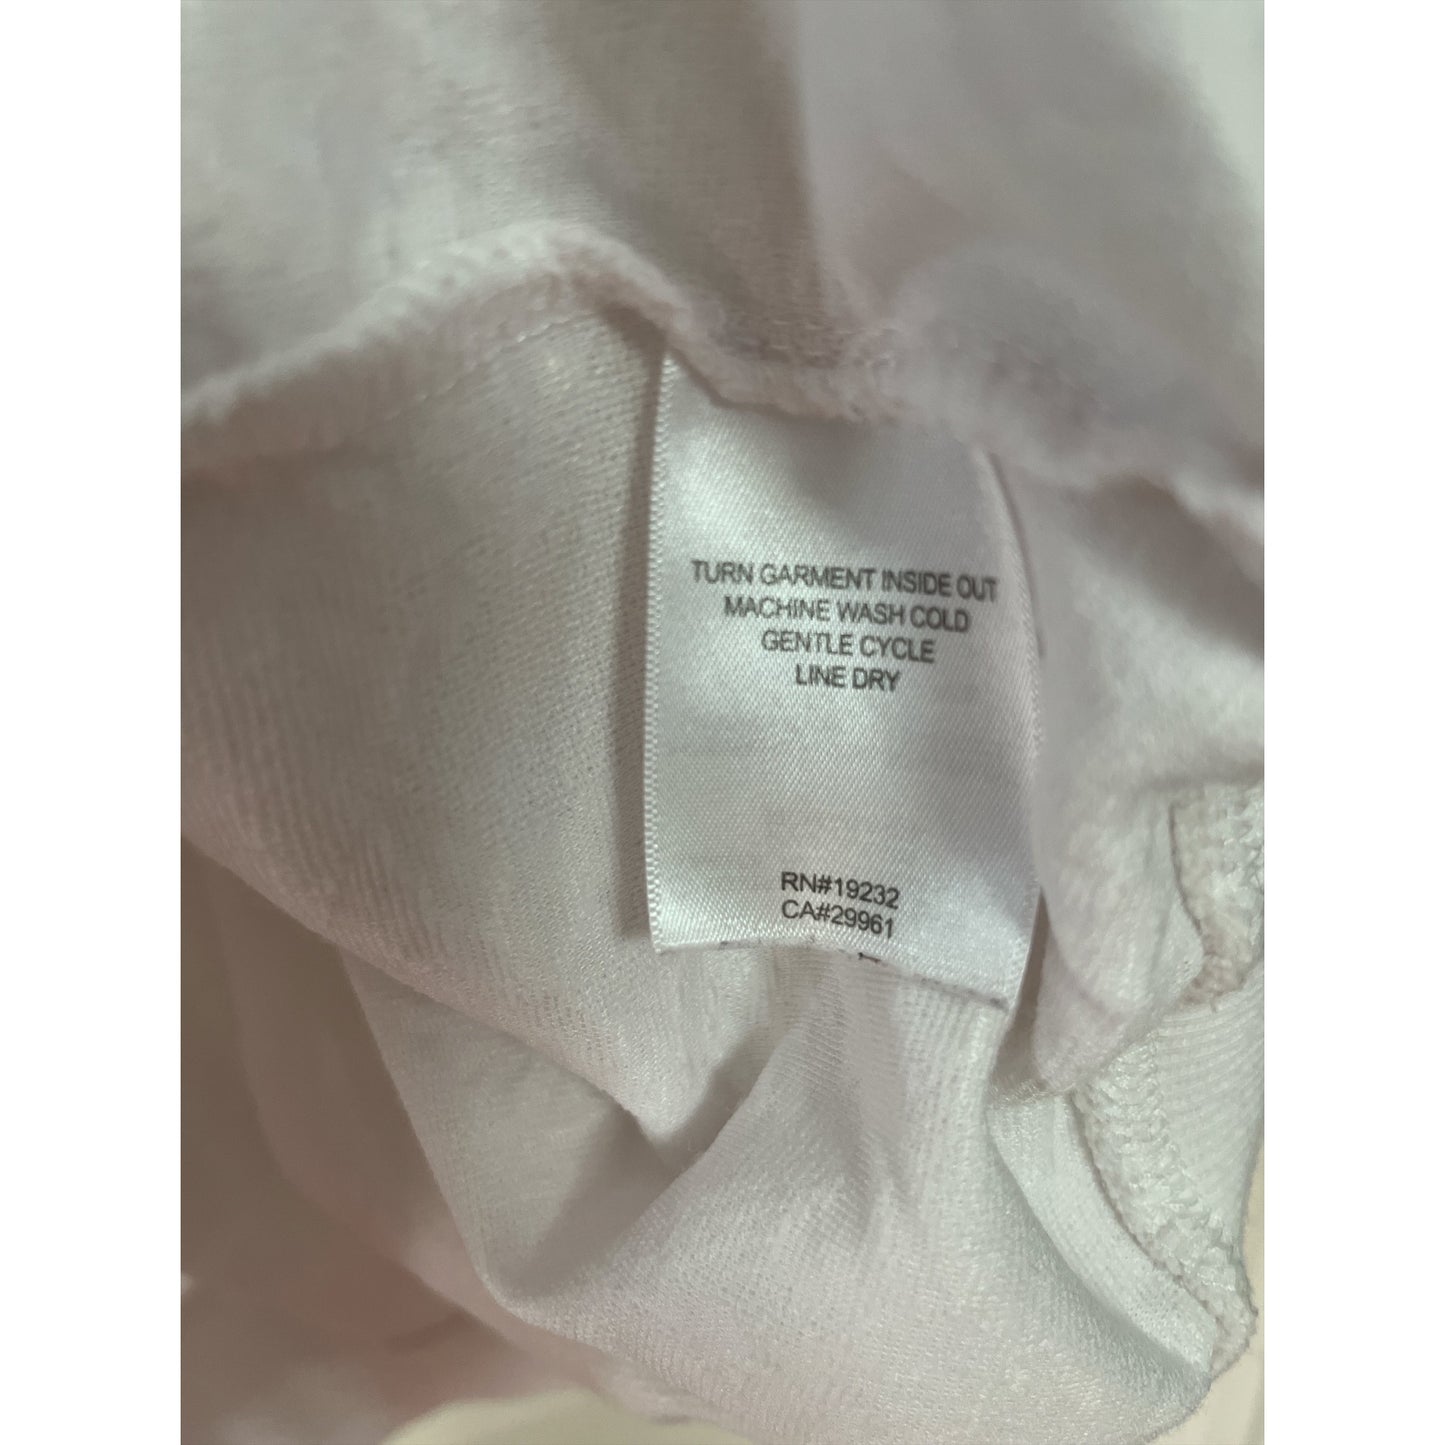 TURN GARMENT INSIDE OUT
MACHINE WASH COLD
GENTLE CYCLE
LINE DRY
RN#19232
CA#29961